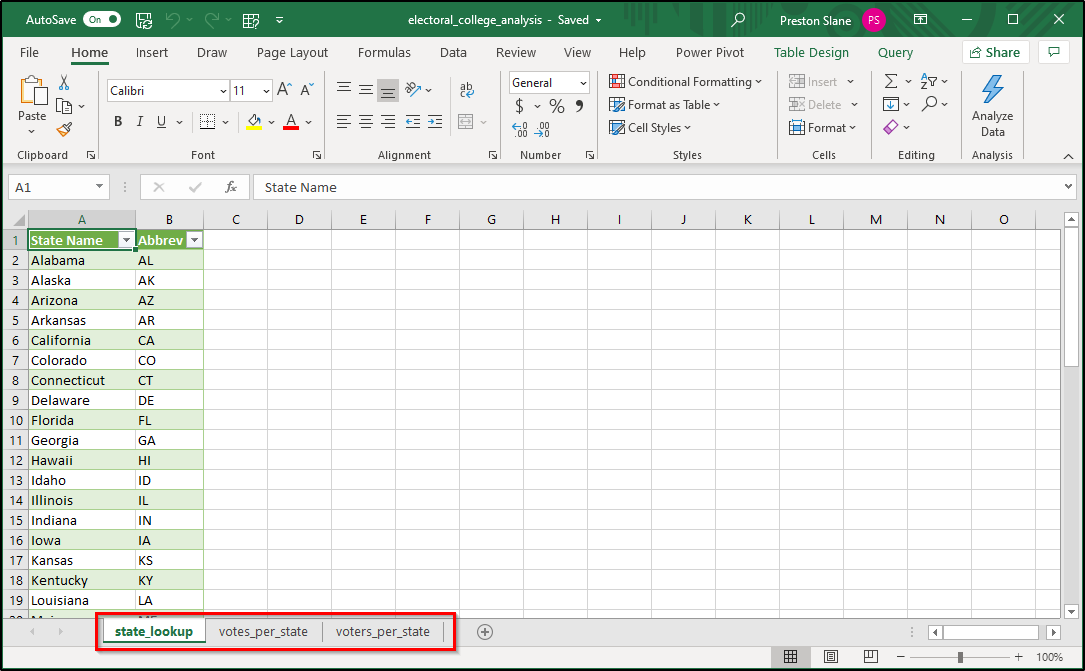 AutoSave On electoral_college_analysis - Saved Preston Slane PS
File Home Insert Draw Page Layout Formulas Data Review View Help Power Pivot Table Design Query Share
Calibri 11 A^ A˅ ab General Conditional Formatting Insert Σ
Paste B I U A $ % , Format as Table Delete Analyze Data
Cell Styles Format
Clipboard Font Alignment Number Styles Cells Editing Analysis
A1 fx State Name
A B C D E F G H I J K L M N O
1 State Name Abbrev
2 Alabama AL
3 Alaska AK
4 Arizona AZ
5 Arkansas AR
6 California CA
7 Colorado CO
8 Connecticut CT
9 Delaware DE
10 Florida FL
11 Georgia GA
12 Hawaii HI
13 Idaho ID
14 Illinois IL
15 Indiana IN
16 Iowa IA
17 Kansas KS
18 Kentucky KY
19 Louisiana LA
state_lookup votes_per_state voters_per_state
100%